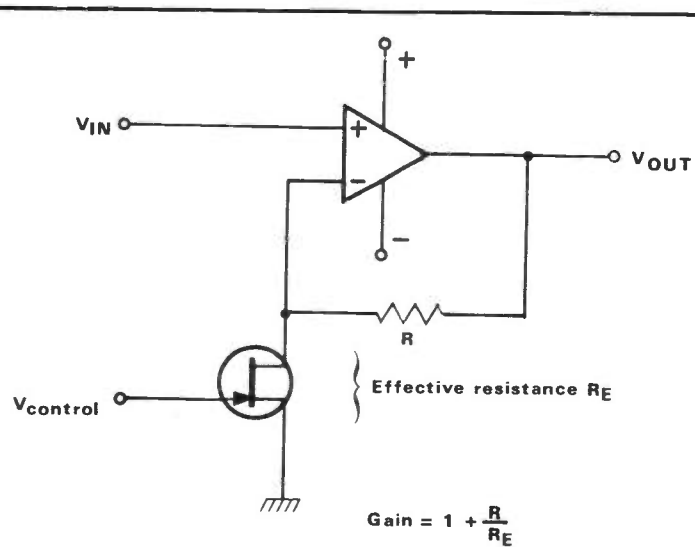 +
V_IN
+
−
V_OUT
−
R
Effective resistance R_E
V_control
Gain = 1 + R/R_E